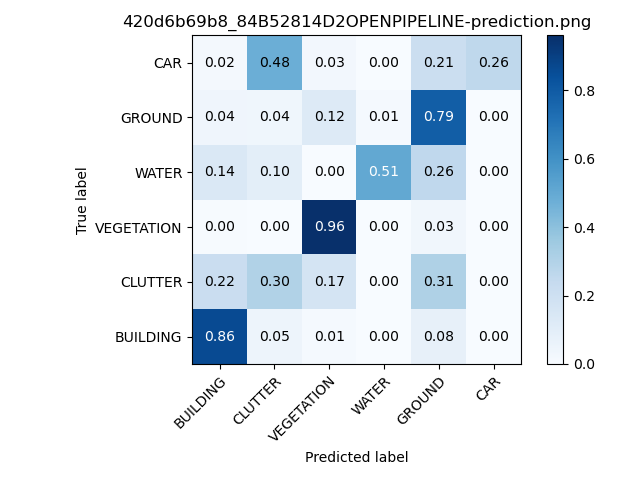 420d6b69b8_84B52814D2OPENPIPELINE-prediction.png
CAR 0.02 0.48 0.03 0.00 0.21 0.26
GROUND 0.04 0.04 0.12 0.01 0.79 0.00
WATER 0.14 0.10 0.00 0.51 0.26 0.00
VEGETATION 0.00 0.00 0.96 0.00 0.03 0.00
CLUTTER 0.22 0.30 0.17 0.00 0.31 0.00
BUILDING 0.86 0.05 0.01 0.00 0.08 0.00
True label
BUILDING CLUTTER VEGETATION WATER GROUND CAR
Predicted label
0.8
0.6
0.4
0.2
0.0